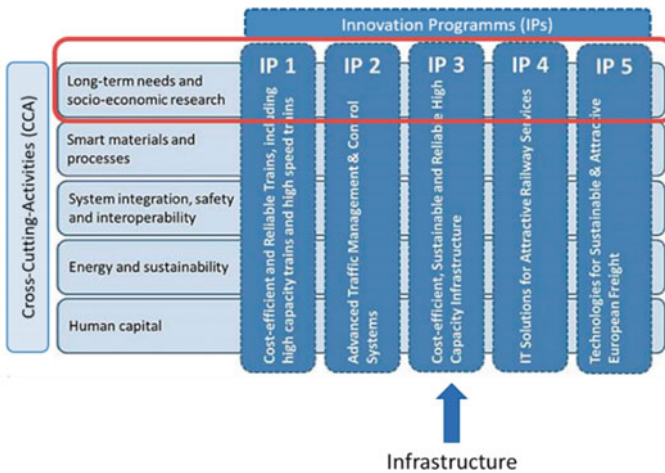 Innovation Programms (IPs)
IP 1
IP 2
IP 3
IP 4
IP 5
Cross-Cutting-Activities (CCA)
Long-term needs and
socio-economic research
Smart materials and
processes
System integration, safety
and interoperability
Energy and sustainability
Human capital
Cost-efficient and Reliable Trains, including
high capacity trains and high speed trains
Advanced Traffic Management & Control
Systems
Cost-efficient, Sustainable and Reliable High
Capacity Infrastructure
IT Solutions for Attractive Railway Services
Technologies for Sustainable & Attractive
European Freight
Infrastructure